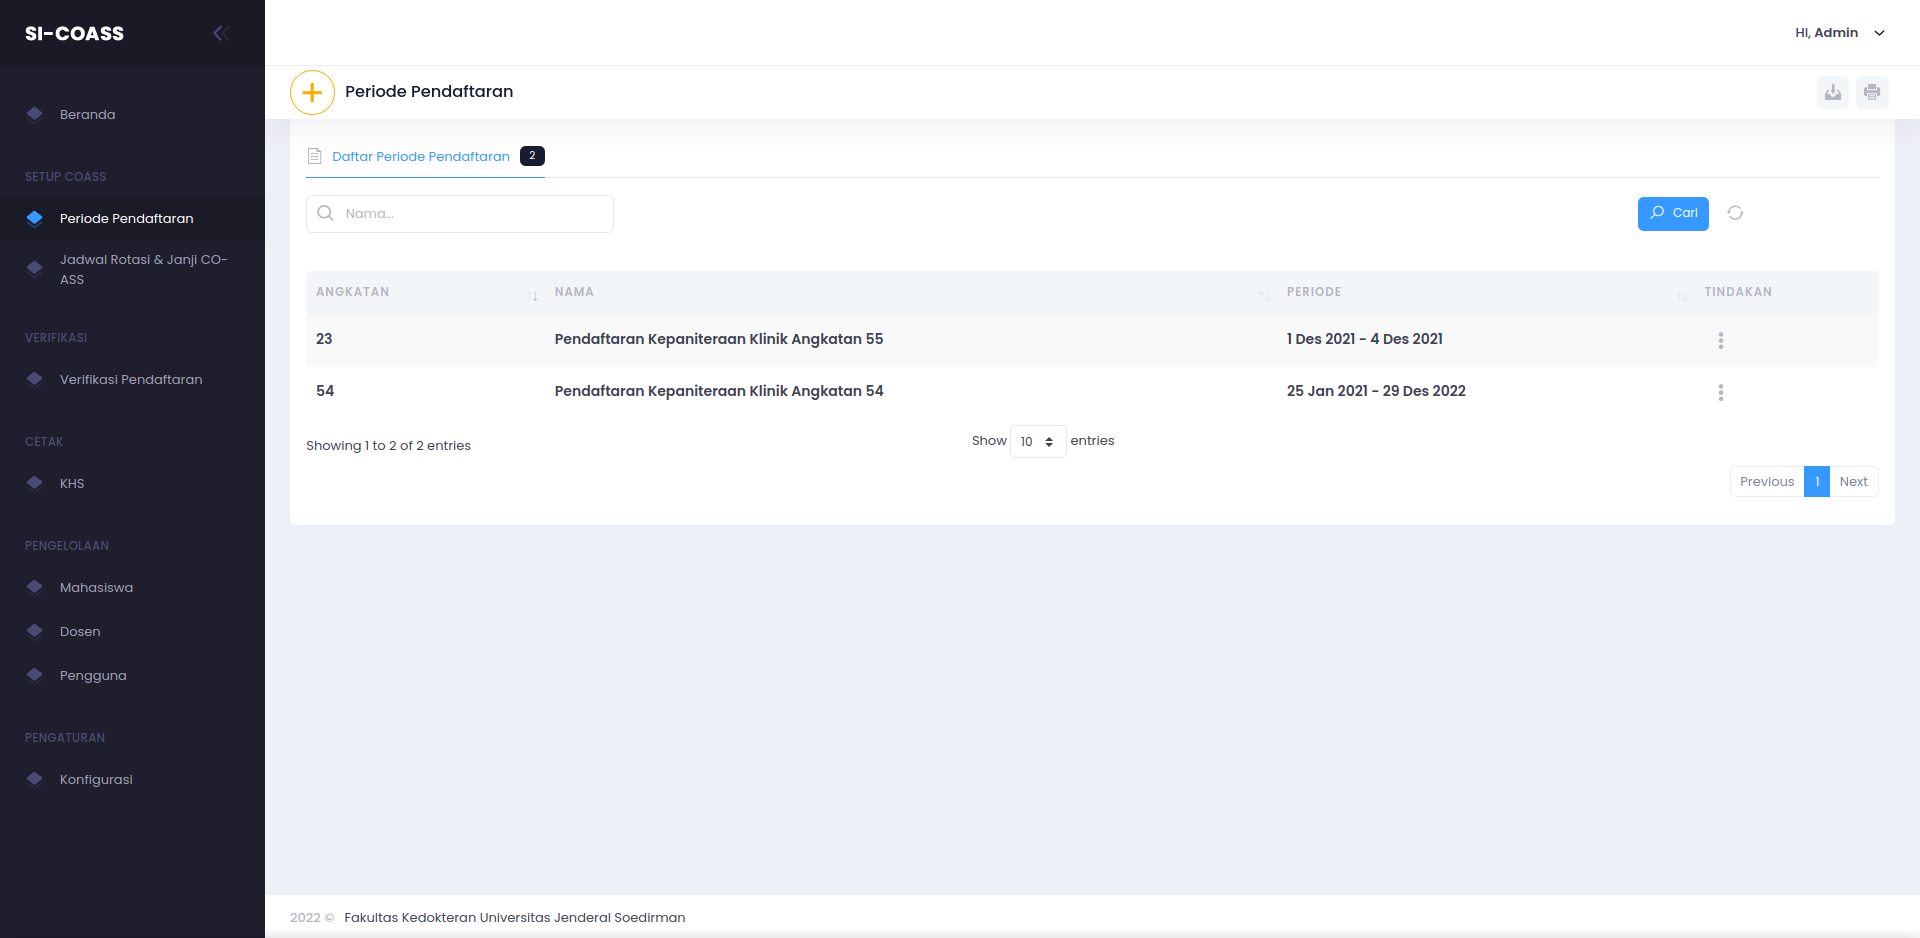 SI-COASS
Hi, Admin
Beranda
SETUP COASS
Periode Pendaftaran
Jadwal Rotasi & Janji CO-
ASS
VERIFIKASI
Verifikasi Pendaftaran
CETAK
KHS
PENGELOLAAN
Mahasiswa
Dosen
Pengguna
PENGATURAN
Konfigurasi
Periode Pendaftaran
Daftar Periode Pendaftaran 2
Nama...
Cari
ANGKATAN NAMA PERIODE TINDAKAN
23 Pendaftaran Kepaniteraan Klinik Angkatan 55 1 Des 2021 - 4 Des 2021
54 Pendaftaran Kepaniteraan Klinik Angkatan 54 25 Jan 2021 - 29 Des 2022
Showing 1 to 2 of 2 entries
Show 10 entries
Previous 1 Next
2022 © Fakultas Kedokteran Universitas Jenderal Soedirman